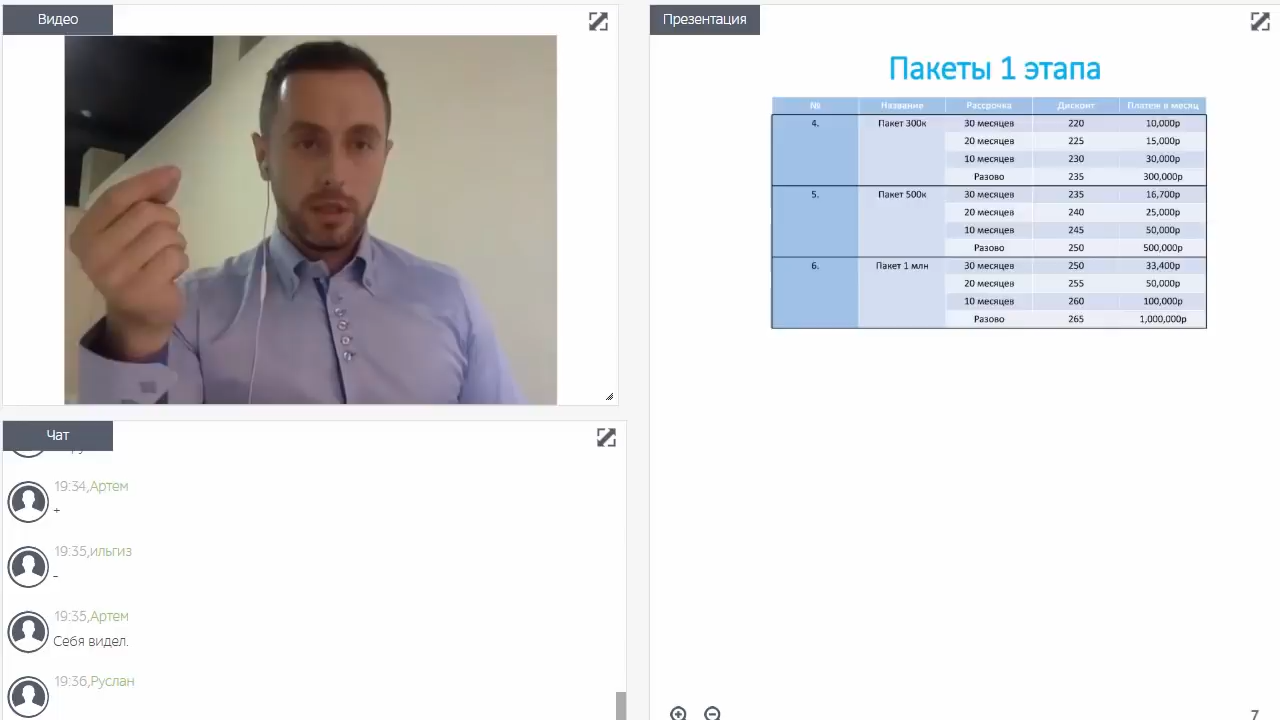 Видео
Презентация
Пакеты 1 этапа
№ Название Рассрочка Дисконт Платеж в месяц
4. Пакет 300к 30 месяцев 220 10,000р
20 месяцев 225 15,000р
10 месяцев 230 30,000р
Разово 235 300,000р
5. Пакет 500к 30 месяцев 235 16,700р
20 месяцев 240 25,000р
10 месяцев 245 50,000р
Разово 250 500,000р
6. Пакет 1 млн 30 месяцев 250 33,400р
20 месяцев 255 50,000р
10 месяцев 260 100,000р
Разово 265 1,000,000р
7
Чат
19:34,Артем
+
19:35,ильгиз
-
19:35,Артем
Себя видел.
19:36,Руслан